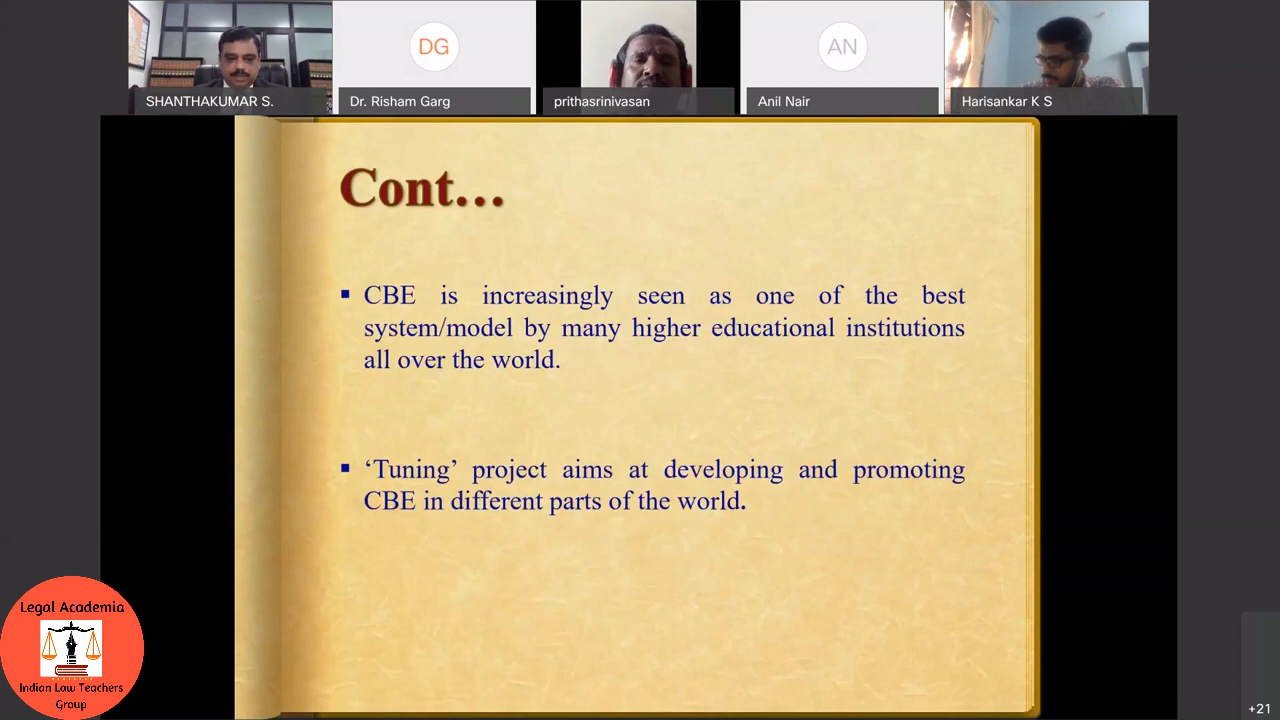 DG
AN
SHANTHAKUMAR S.
Dr. Risham Garg
prithasrinivasan
Anil Nair
Harisankar K S
Cont...
▪ CBE is increasingly seen as one of the best
system/model by many higher educational institutions
all over the world.
▪ ‘Tuning’ project aims at developing and promoting
CBE in different parts of the world.
Legal Academia
Indian Law Teachers
Group
+21